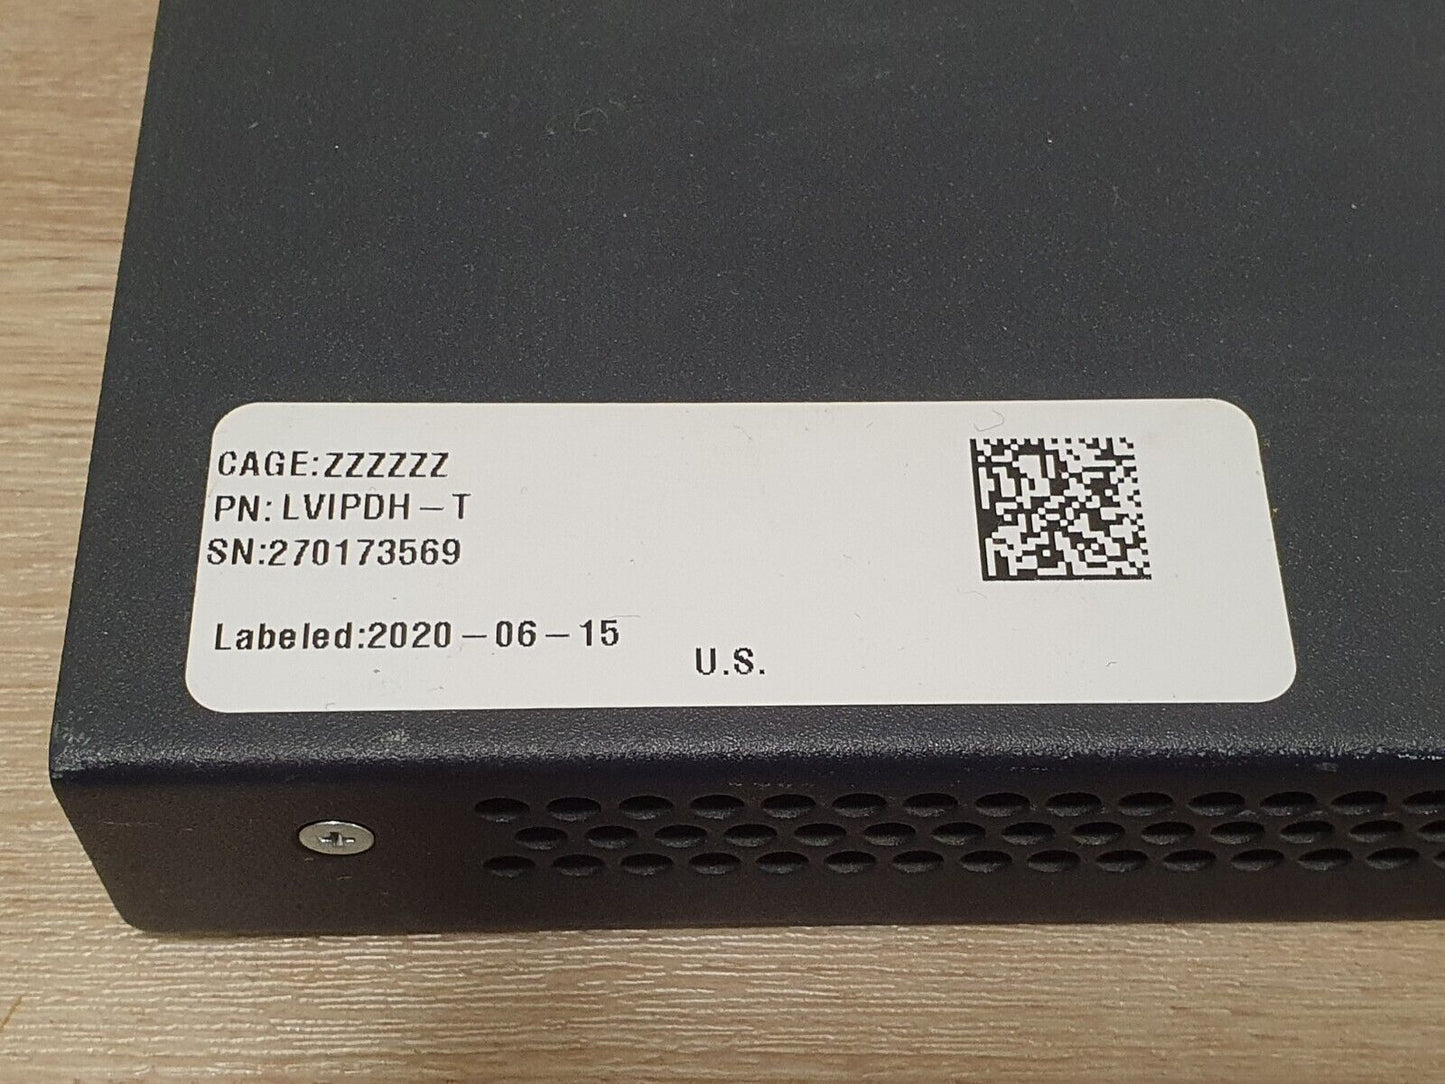 CAGE:ZZZZZZ
PN: LVIPDH-T
SN:270173569
Labeled:2020-06-15
U.S.